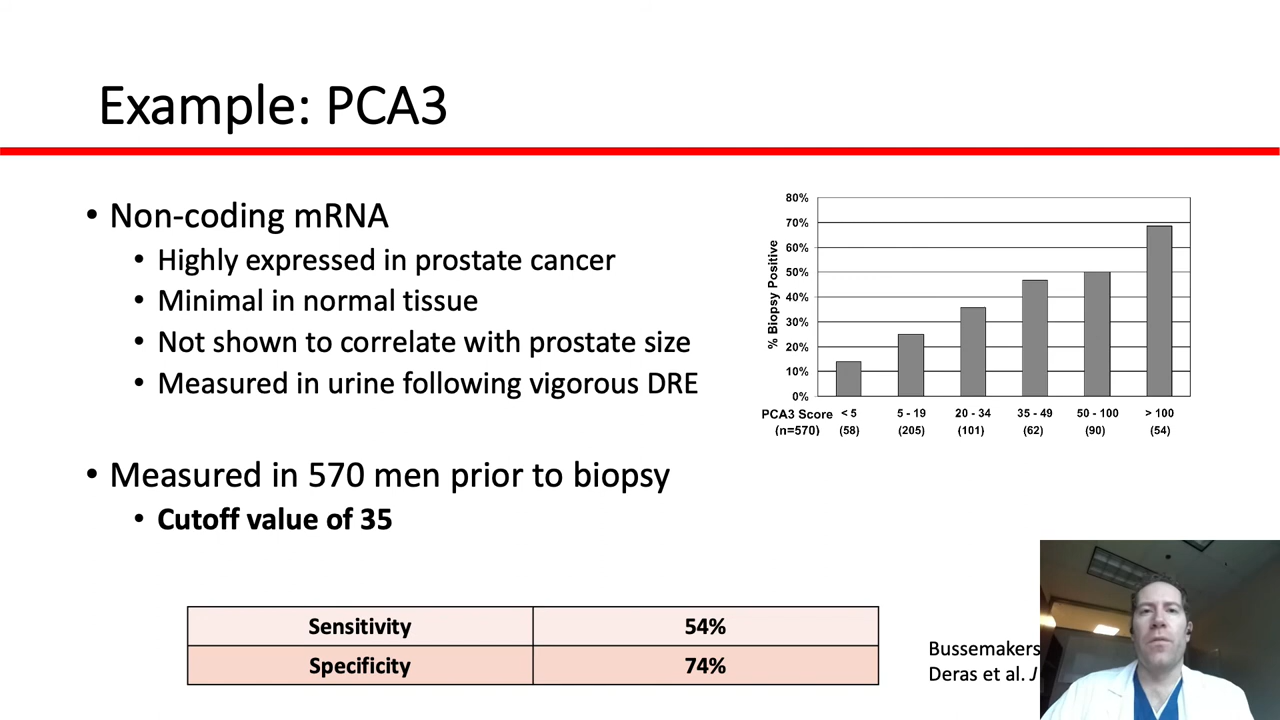 Example: PCA3
• Non-coding mRNA
• Highly expressed in prostate cancer
• Minimal in normal tissue
• Not shown to correlate with prostate size
• Measured in urine following vigorous DRE
• Measured in 570 men prior to biopsy
• Cutoff value of 35
80%
70%
60%
50%
40%
30%
20%
10%
0%
% Biopsy Positive
PCA3 Score < 5 5 - 19 20 - 34 35 - 49 50 - 100 > 100
(n=570) (58) (205) (101) (62) (90) (54)
Sensitivity 54%
Specificity 74%
Bussemakers
Deras et al. J